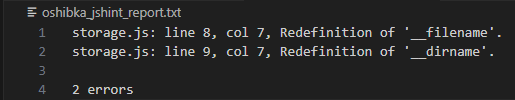 oshibka_jshint_report.txt
1 storage.js: line 8, col 7, Redefinition of '__filename'.
2 storage.js: line 9, col 7, Redefinition of '__dirname'.
3
4 2 errors